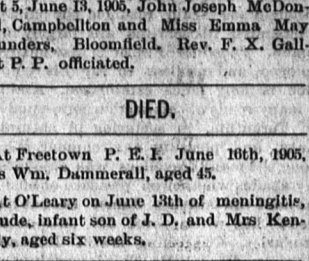 t 5, June 13, 1905, John Joseph McDon-
, Campbellton and Miss Emma May
unders, Bloomfield. Rev. F. X. Gall-
t P. P. officiated.
DIED.
At Freetown P. E. I. June 16th, 1905,
s Wm. Dammerall, aged 45.
t O'Leary on June 13th of meningitis,
ude, infant son of J. D. and Mrs Ken-
y, aged six weeks.